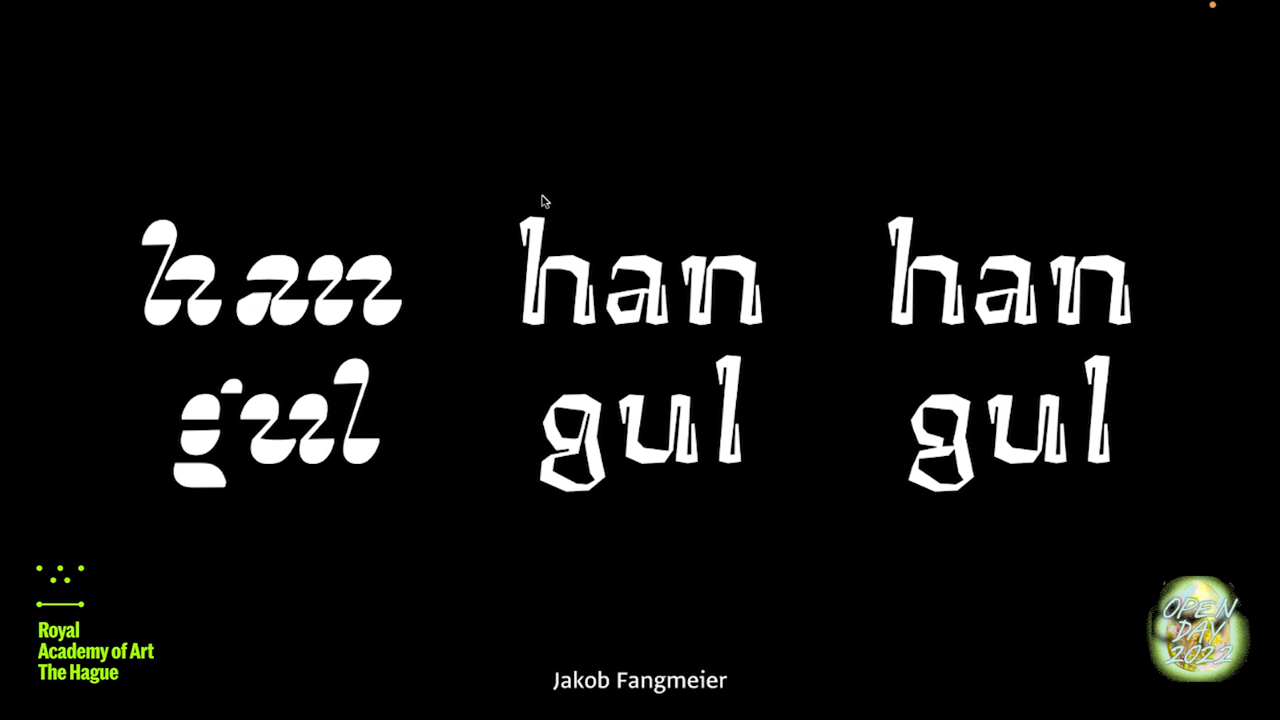 han han han
gul gul gul
Royal
Academy of Art
The Hague
Jakob Fangmeier
OPEN
DAY
2022